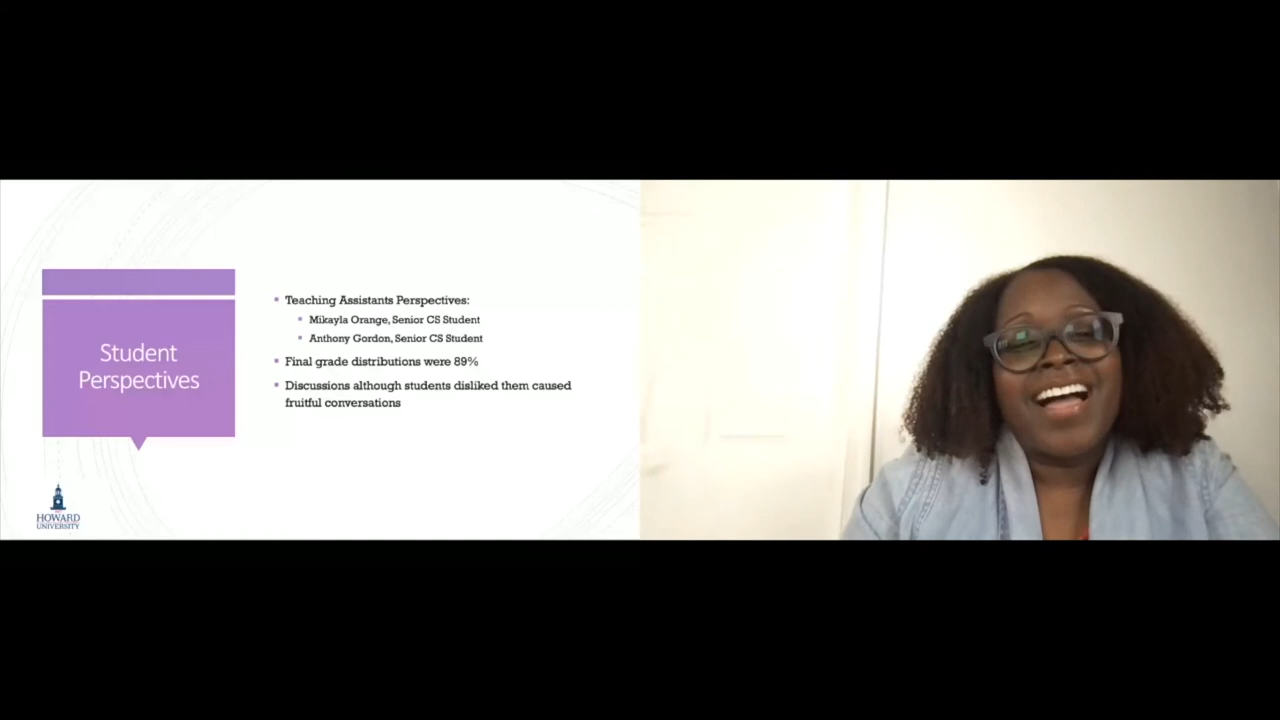 Student
Perspectives
Teaching Assistants Perspectives:
Mikayla Orange, Senior CS Student
Anthony Gordon, Senior CS Student
Final grade distributions were 89%
Discussions although students disliked them caused
fruitful conversations
HOWARD
UNIVERSITY